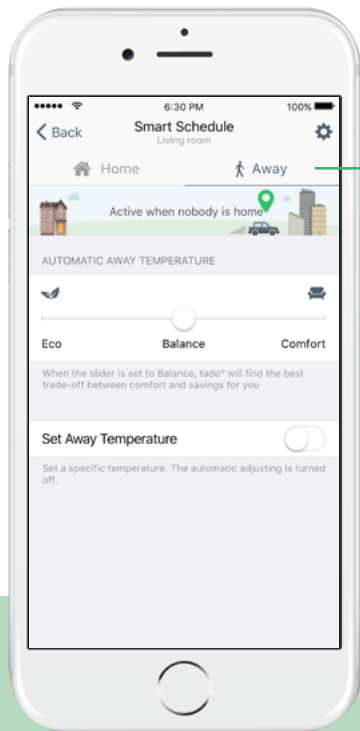 6:30 PM
100%
Back
Smart Schedule
Living room
Home
Away
Active when nobody is home
AUTOMATIC AWAY TEMPERATURE
Eco
Balance
Comfort
When the slider is set to Balance, tado° will find the best
trade-off between comfort and savings for you
Set Away Temperature
Set a specific temperature. The automatic adjusting is turned
off.